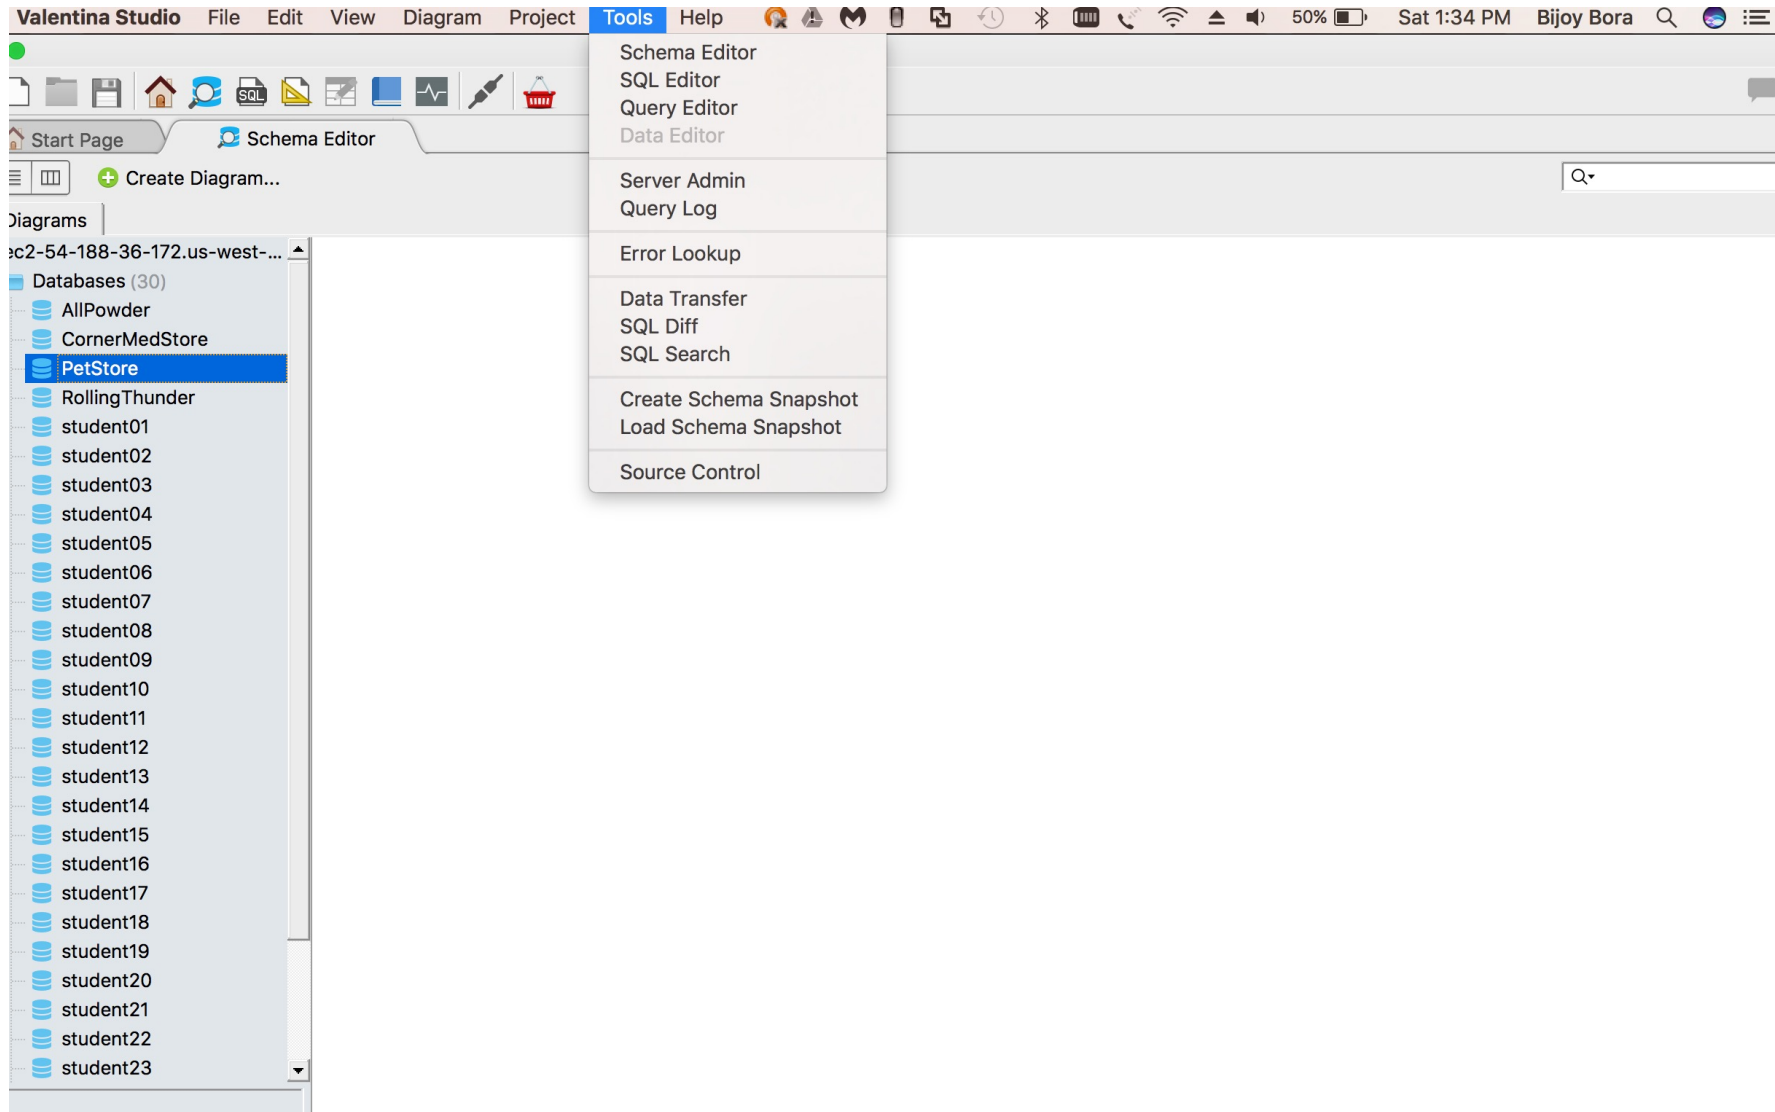 Valentina Studio File Edit View Diagram Project Tools Help 50% Sat 1:34 PM Bijoy Bora
Schema Editor
SQL Editor
Query Editor
Data Editor
Server Admin
Query Log
Error Lookup
Data Transfer
SQL Diff
SQL Search
Create Schema Snapshot
Load Schema Snapshot
Source Control
SQL
Start Page Schema Editor
Create Diagram...
Diagrams
ec2-54-188-36-172.us-west-...
Databases (30)
AllPowder
CornerMedStore
PetStore
RollingThunder
student01
student02
student03
student04
student05
student06
student07
student08
student09
student10
student11
student12
student13
student14
student15
student16
student17
student18
student19
student20
student21
student22
student23